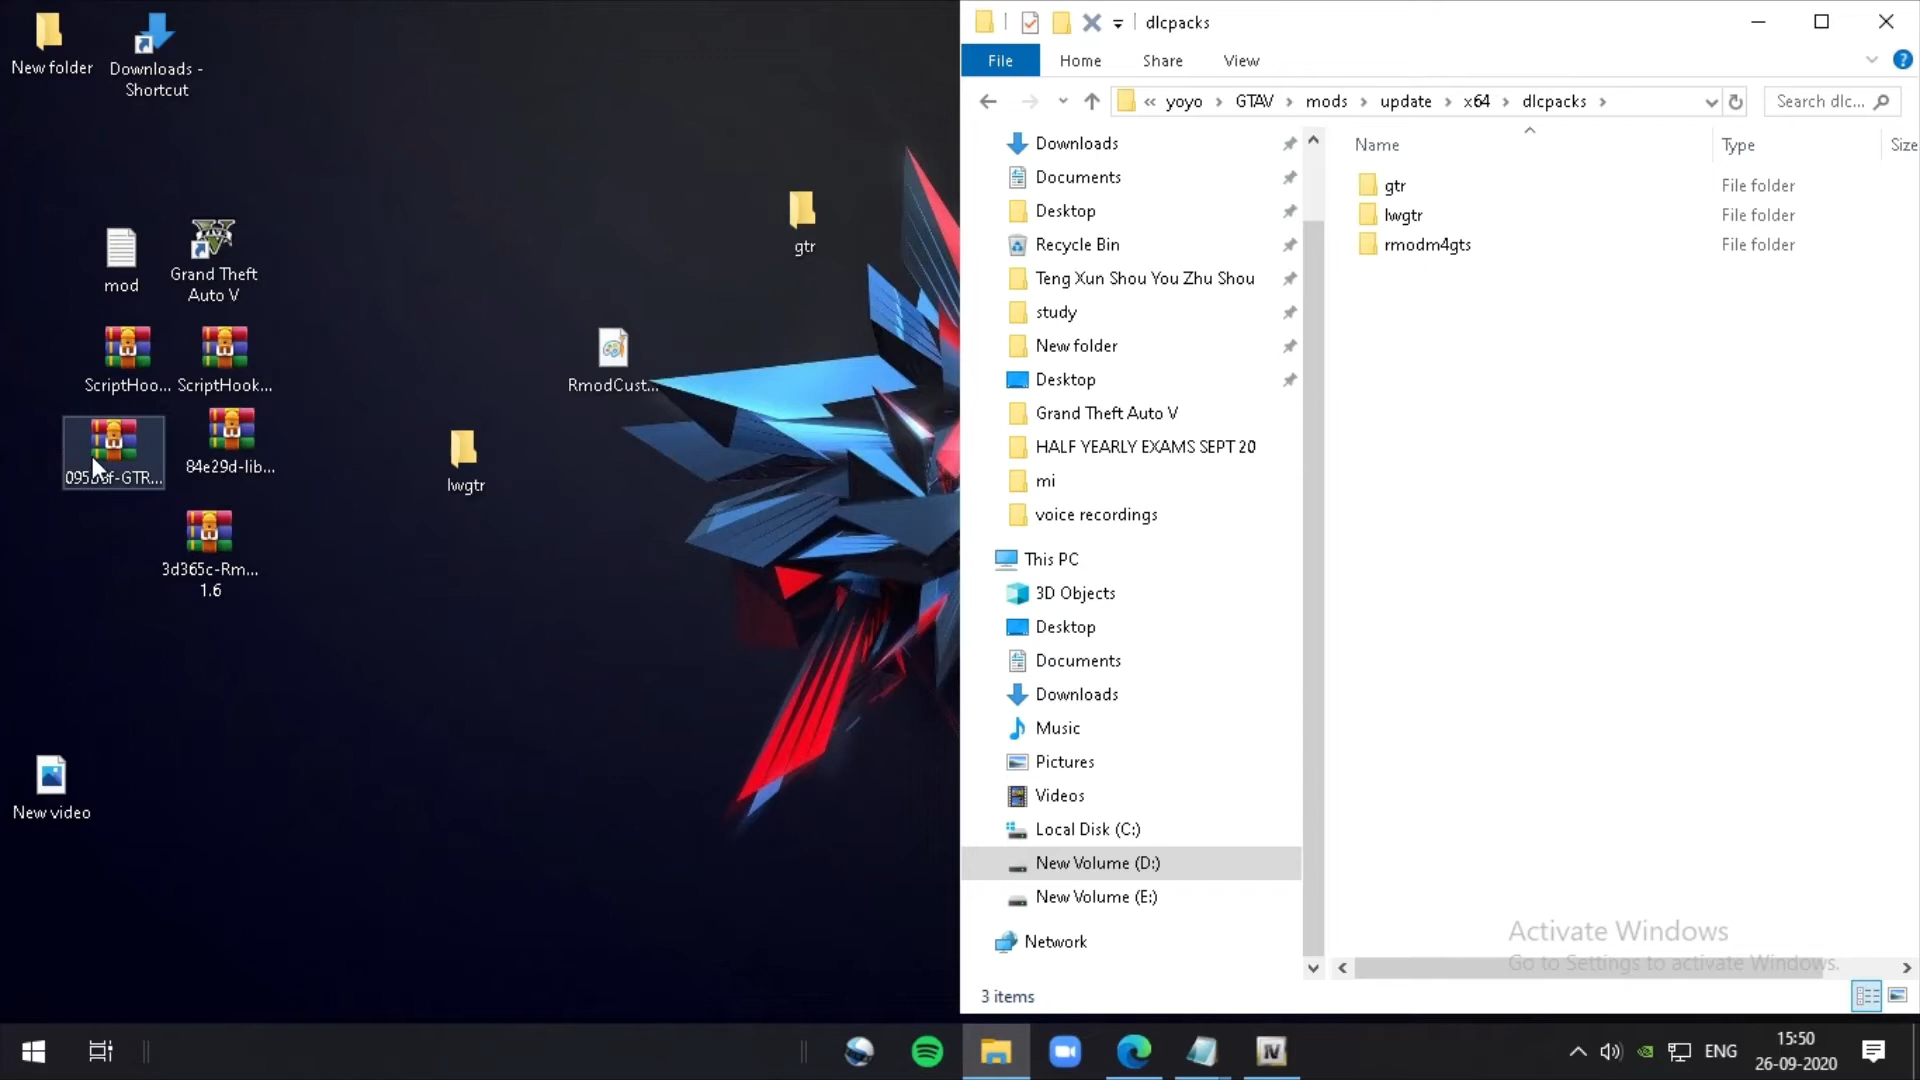 New folder
Downloads -
Shortcut
mod
Grand Theft
Auto V
ScriptHoo...
ScriptHook...
84e29d-lib...
3d365c-Rm...
1.6
New video
gtr
RmodCust...
lwgtr
dlcpacks
File
Home
Share
View
« yoyo > GTAV > mods > update > x64 > dlcpacks >
Search dlc...
Downloads
Documents
Desktop
Recycle Bin
Teng Xun Shou You Zhu Shou
study
New folder
Desktop
Grand Theft Auto V
HALF YEARLY EXAMS SEPT 20
mi
voice recordings
This PC
3D Objects
Desktop
Documents
Downloads
Music
Pictures
Videos
Local Disk (C:)
New Volume (D:)
New Volume (E:)
Network
Name
Type
Size
gtr
File folder
lwgtr
File folder
rmodm4gts
File folder
Activate Windows
Go to Settings to activate Windows.
3 items
IV
ENG
15:50
26-09-2020